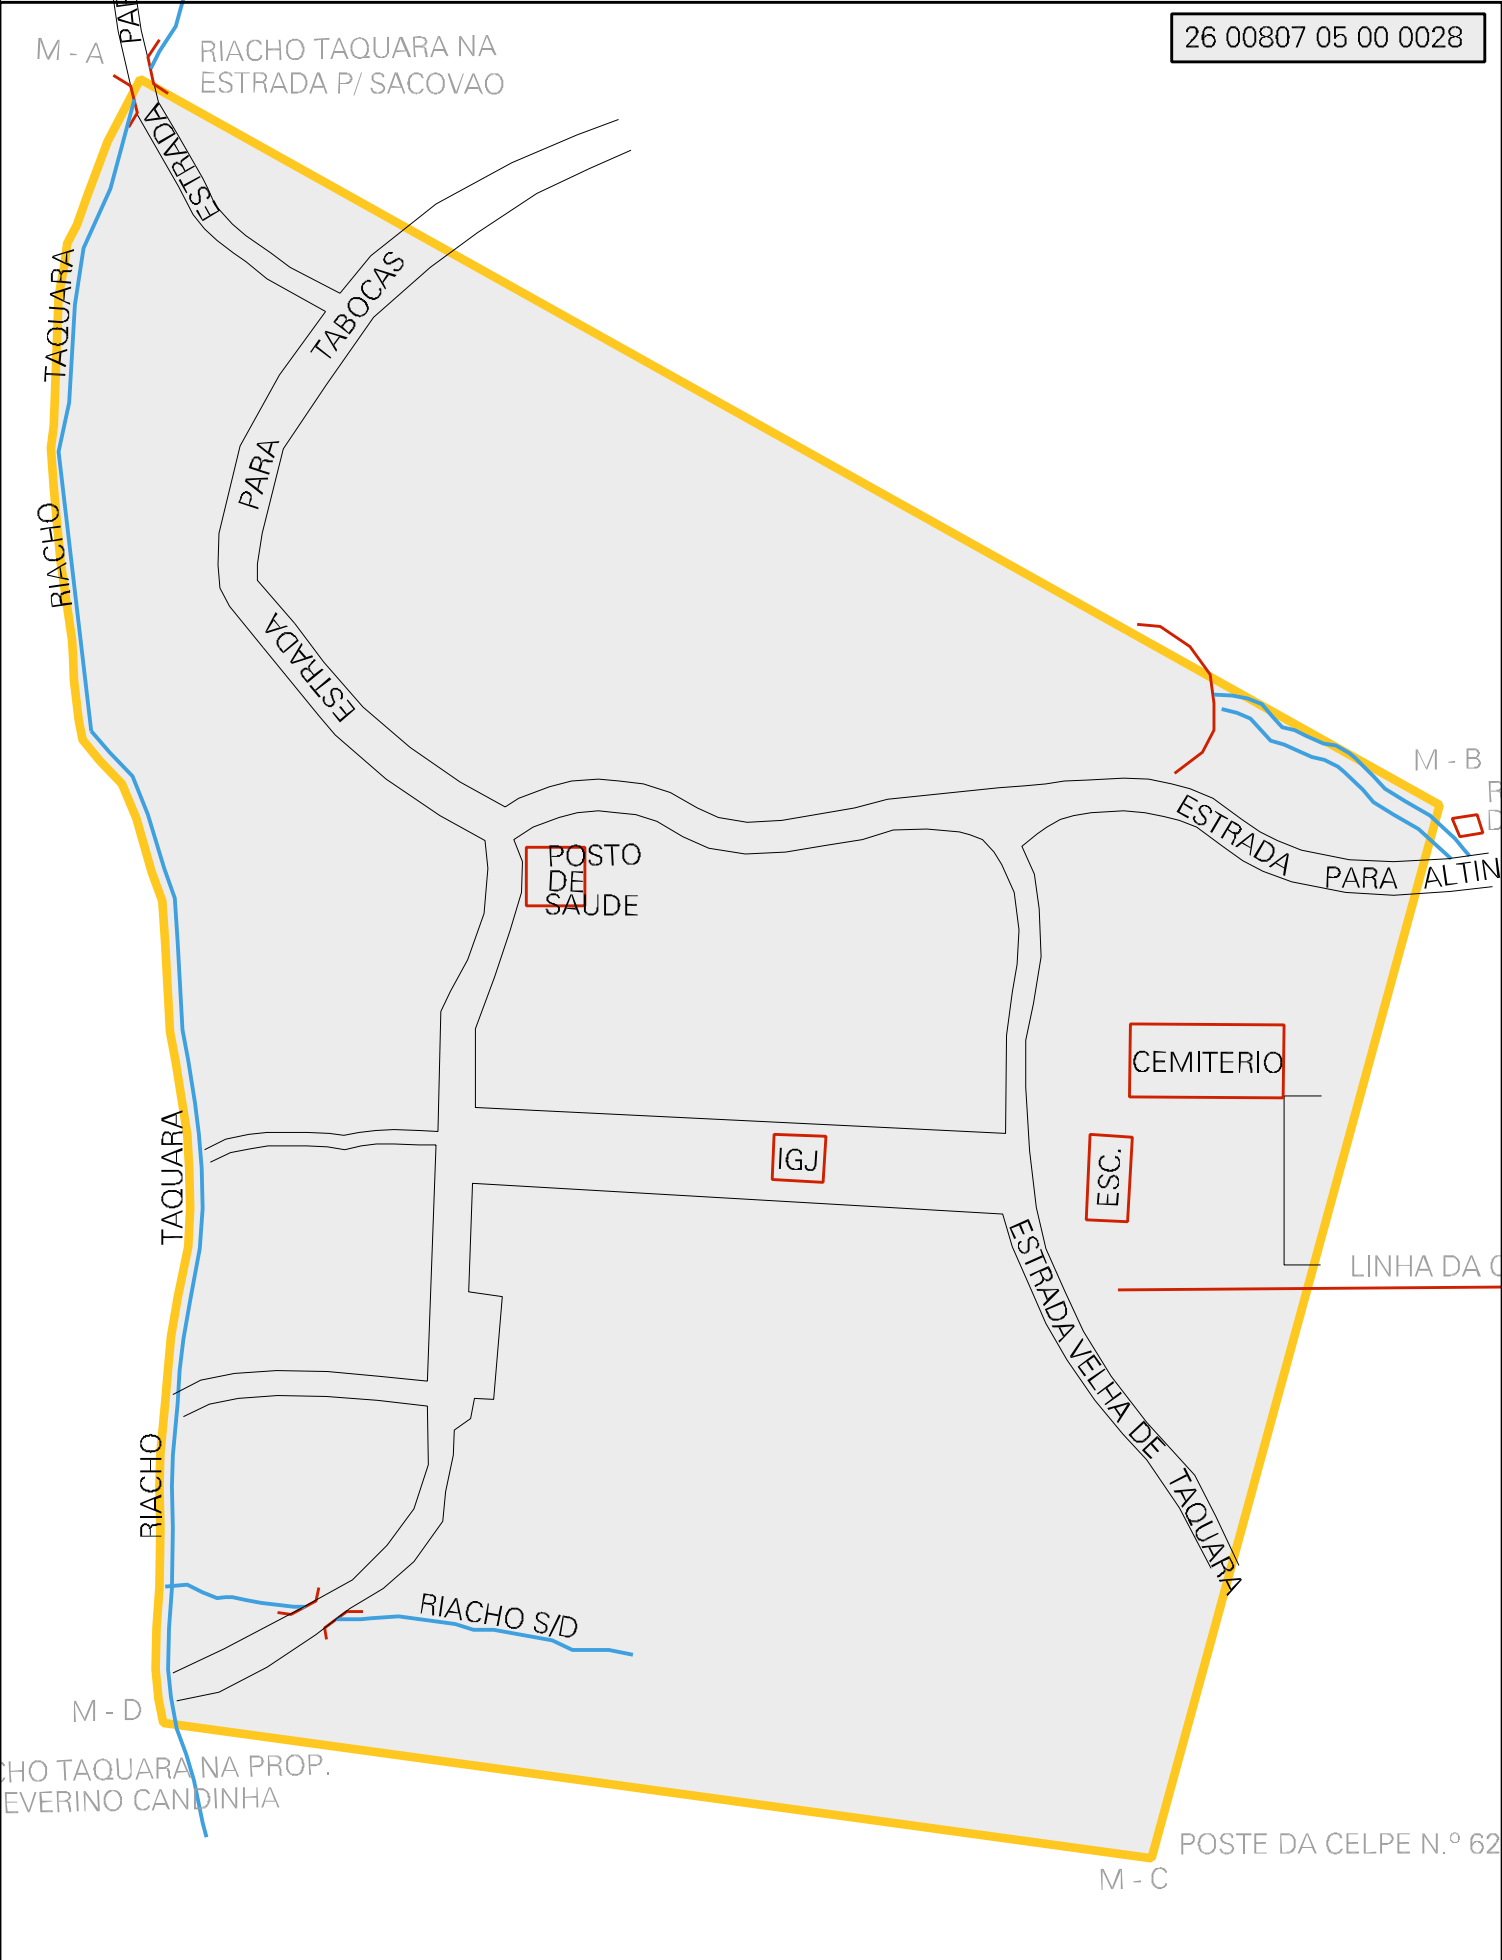 26 00807 05 00 0028
M - A
RIACHO TAQUARA NA
ESTRADA P/ SACOVAO
ESTRADA
TABOCAS
TAQUARA
PARA
RIACHO
ESTRADA
M - B
ESTRADA PARA ALTIN
POSTO
DE
SAUDE
CEMITERIO
IGJ
ESC.
TAQUARA
LINHA DA
ESTRADA VELHA DE TAQUARA
RIACHO
RIACHO S/D
M - D
CHO TAQUARA NA PROP.
EVERINO CANDINHA
POSTE DA CELPE N.º 62
M - C